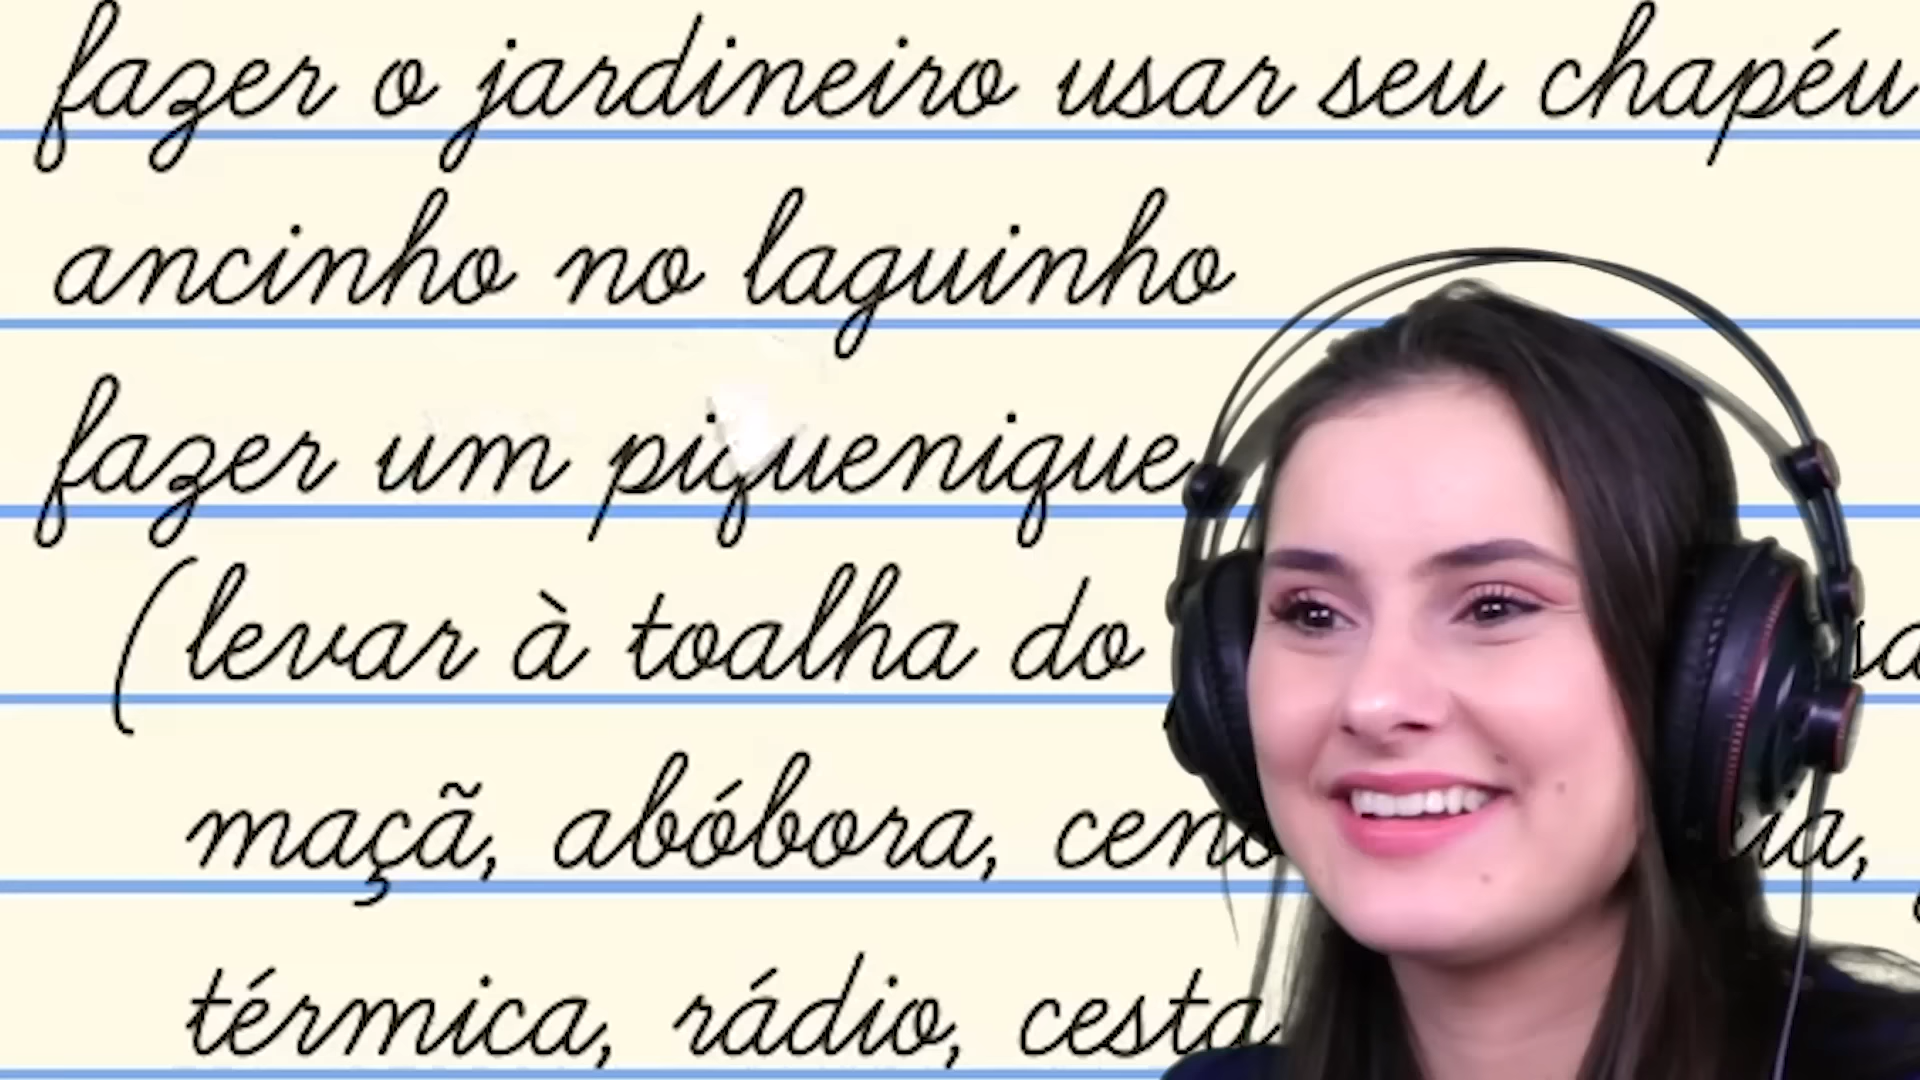 fazer o jardineiro usar seu chapéu
ancinho no laguinho
fazer um piquenique
(levar à toalha do
maçã, abóbora,
térmica, rádio, cesta